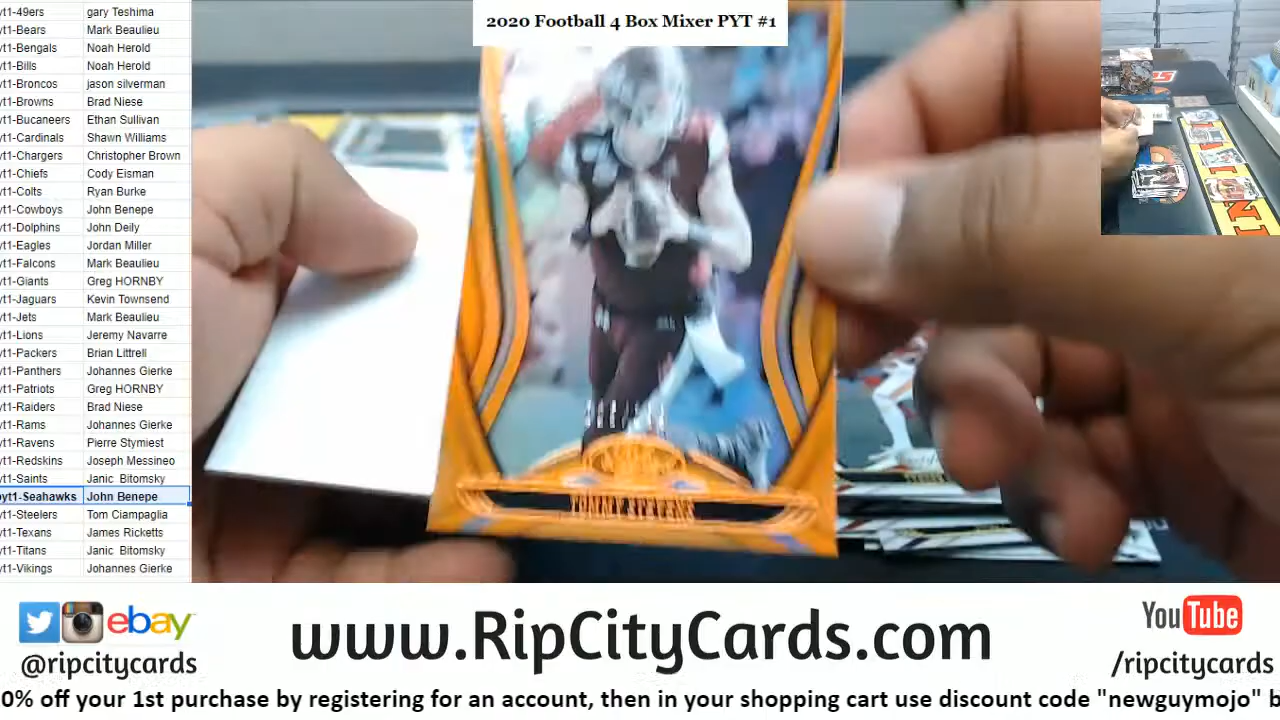 2020 Football 4 Box Mixer PYT #1
yt1-49ers gary Teshima
yt1-Bears Mark Beaulieu
yt1-Bengals Noah Herold
yt1-Bills Noah Herold
yt1-Broncos jason silverman
yt1-Browns Brad Niese
yt1-Bucaneers Ethan Sullivan
yt1-Cardinals Shawn Williams
yt1-Chargers Christopher Brown
yt1-Chiefs Cody Eisman
yt1-Colts Ryan Burke
yt1-Cowboys John Benepe
yt1-Dolphins John Deily
yt1-Eagles Jordan Miller
yt1-Falcons Mark Beaulieu
yt1-Giants Greg HORNBY
yt1-Jaguars Kevin Townsend
yt1-Jets Mark Beaulieu
yt1-Lions Jeremy Navarre
yt1-Packers Brian Littrell
yt1-Panthers Johannes Gierke
yt1-Patriots Greg HORNBY
yt1-Raiders Brad Niese
yt1-Rams Johannes Gierke
yt1-Ravens Pierre Stymiest
yt1-Redskins Joseph Messineo
yt1-Saints Janic Bitomsky
pyt1-Seahawks John Benepe
yt1-Steelers Tom Ciampaglia
yt1-Texans James Ricketts
yt1-Titans Janic Bitomsky
yt1-Vikings Johannes Gierke
TOMMY STEVENS
ebay
@ripcitycards
www.RipCityCards.com
YouTube
/ripcitycards
0% off your 1st purchase by registering for an account, then in your shopping cart use discount code "newguymojo" b